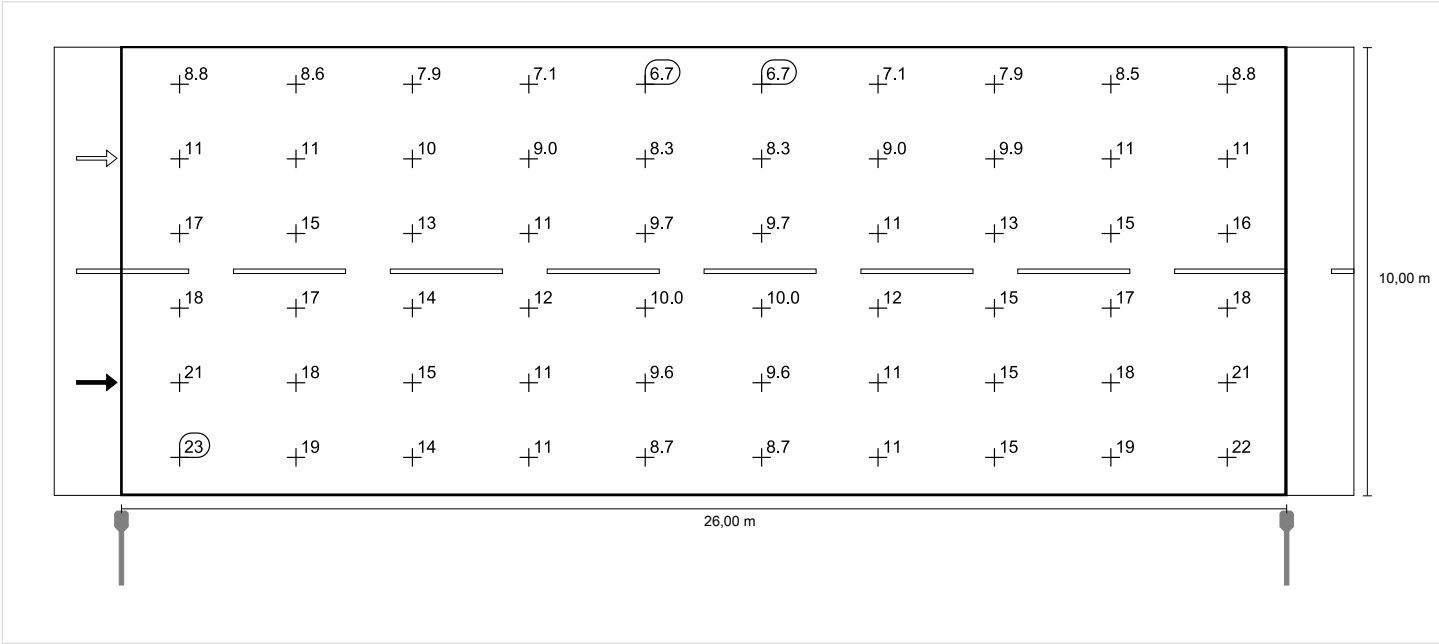 8.8 8.6 7.9 7.1 6.7 6.7 7.1 7.9 8.5 8.8
11 11 10 9.0 8.3 8.3 9.0 9.9 11 11
17 15 13 11 9.7 9.7 11 13 15 16
10,00 m
18 17 14 12 10.0 10.0 12 15 17 18
21 18 15 11 9.6 9.6 11 15 18 21
23 19 14 11 8.7 8.7 11 15 19 22
26,00 m